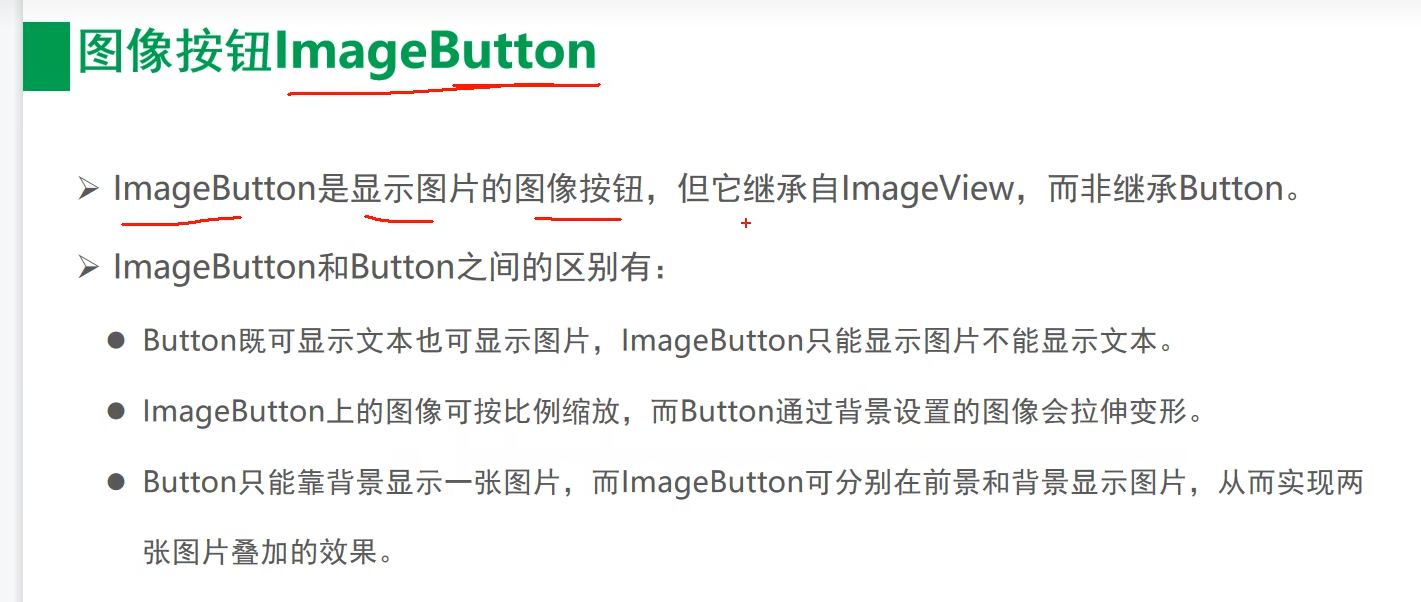 图像按钮ImageButton
➢ ImageButton是显示图片的图像按钮，但它继承自ImageView，而非继承Button。
➢ ImageButton和Button之间的区别有：
● Button既可显示文本也可显示图片，ImageButton只能显示图片不能显示文本。
● ImageButton上的图像可按比例缩放，而Button通过背景设置的图像会拉伸变形。
● Button只能靠背景显示一张图片，而ImageButton可分别在前景和背景显示图片，从而实现两
张图片叠加的效果。